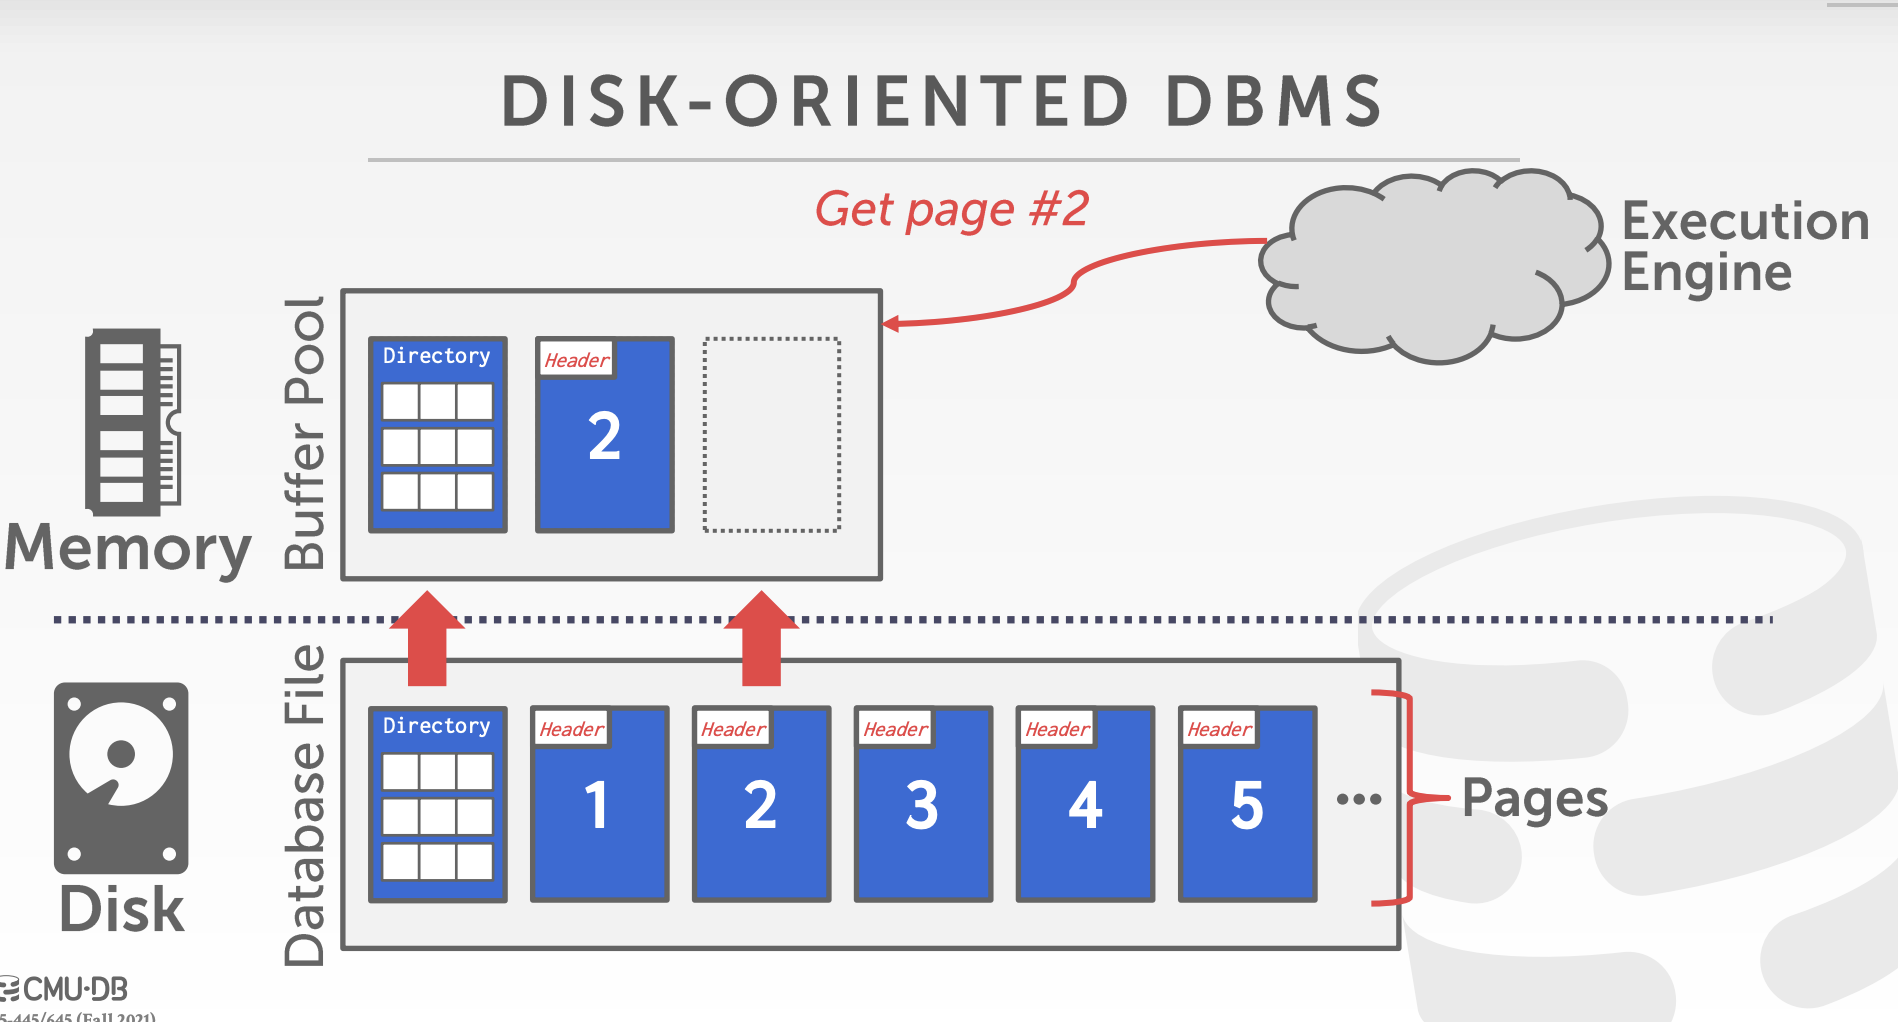 DISK-ORIENTED DBMS
Get page #2
Execution
Engine
Buffer Pool
Directory
Header
2
Memory
Database File
Directory
Header
1
Header
2
Header
3
Header
4
Header
5
...
Pages
Disk
CMU·DB
5-445/645 (Fall 2021)